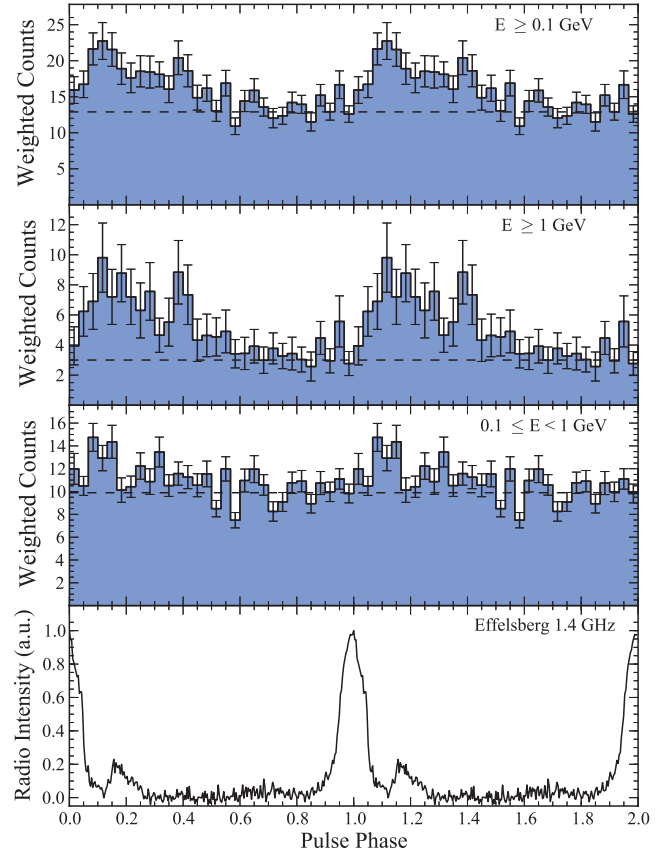 E ≥ 0.1 GeV
Weighted Counts
25
20
15
10
5
E ≥ 1 GeV
Weighted Counts
12
10
8
6
4
2
0.1 ≤ E < 1 GeV
Weighted Counts
16
14
12
10
8
6
4
2
Effelsberg 1.4 GHz
Radio Intensity (a.u.)
1.0
0.8
0.6
0.4
0.2
0.0
0.0 0.2 0.4 0.6 0.8 1.0 1.2 1.4 1.6 1.8 2.0
Pulse Phase